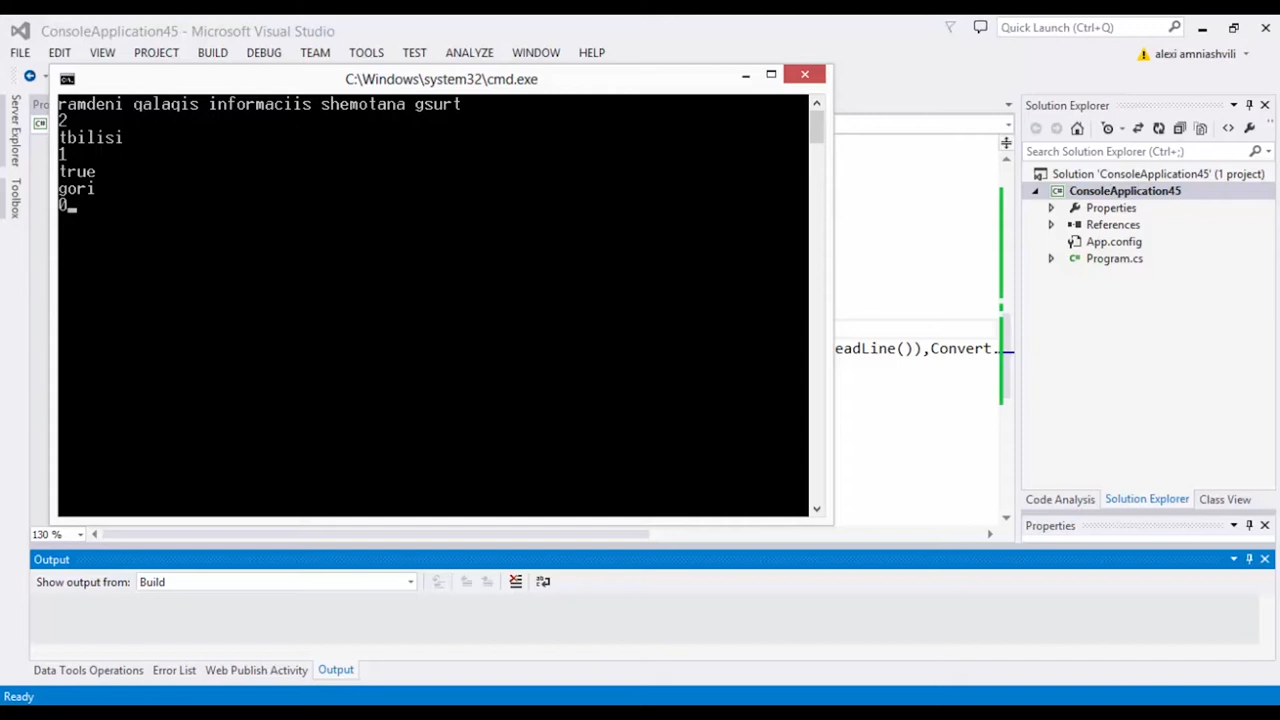 ConsoleApplication45 - Microsoft Visual Studio
Quick Launch (Ctrl+Q)
FILE EDIT VIEW PROJECT BUILD DEBUG TEAM TOOLS TEST ANALYZE WINDOW HELP
alexi amniashvili
C:\Windows\system32\cmd.exe
ramdeni qalaqis informaciis shemotana gsurt
2
tbilisi
1
true
gori
0
Server Explorer
Toolbox
Pro
eadLine()),Convert.
Solution Explorer
Search Solution Explorer (Ctrl+;)
Solution 'ConsoleApplication45' (1 project)
ConsoleApplication45
Properties
References
App.config
Program.cs
Code Analysis Solution Explorer Class View
Properties
130 %
Output
Show output from: Build
Data Tools Operations Error List Web Publish Activity Output
Ready